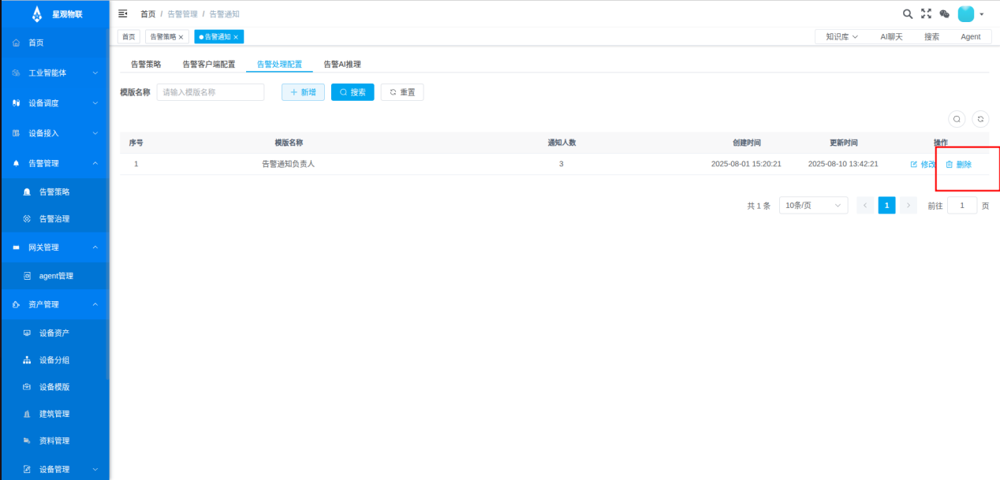 星观物联
首页 / 告警管理 / 告警通知
首页 告警策略 × 告警通知 × 知识库 AI聊天 搜索 Agent
首页
工业智能体
设备调度
设备接入
告警管理
告警策略
告警治理
网关管理
agent管理
资产管理
设备资产
设备分组
设备模版
建筑管理
资料管理
设备管理
告警策略 告警客户端配置 告警处理配置 告警AI推理
模版名称 请输入模版名称 新增 搜索 重置
序号 模版名称 通知人数 创建时间 更新时间 操作
1 告警通知负责人 3 2025-08-01 15:20:21 2025-08-10 13:42:21 修改 删除
共 1 条 10条/页 < 1 > 前往 1 页